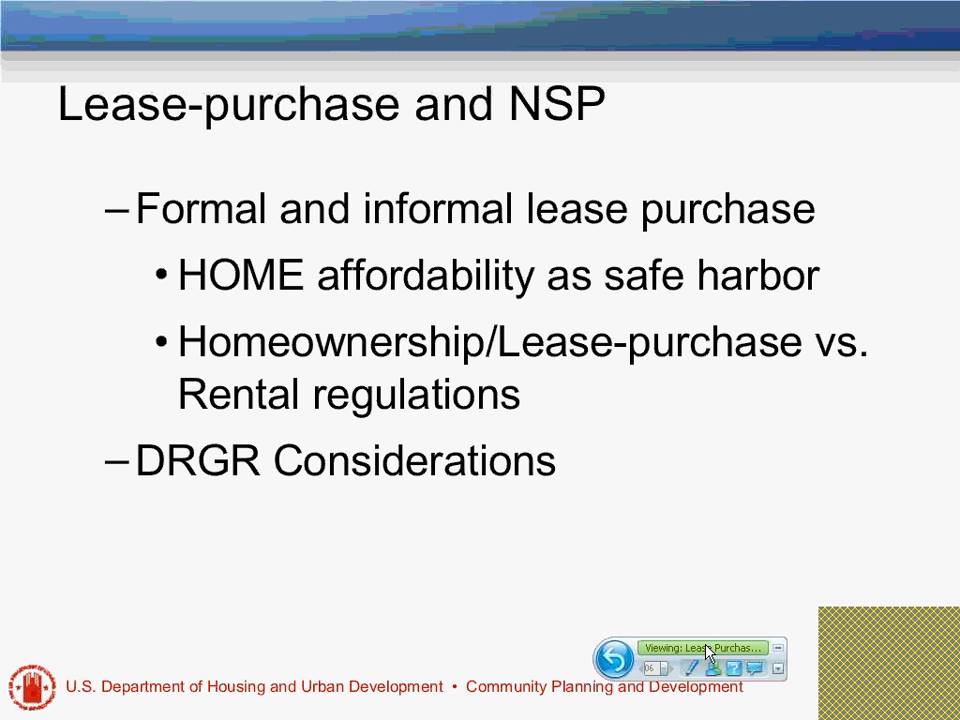 Lease-purchase and NSP
– Formal and informal lease purchase
• HOME affordability as safe harbor
• Homeownership/Lease-purchase vs.
Rental regulations
– DRGR Considerations
Viewing: Lease Purchas...
06
U.S. Department of Housing and Urban Development • Community Planning and Development